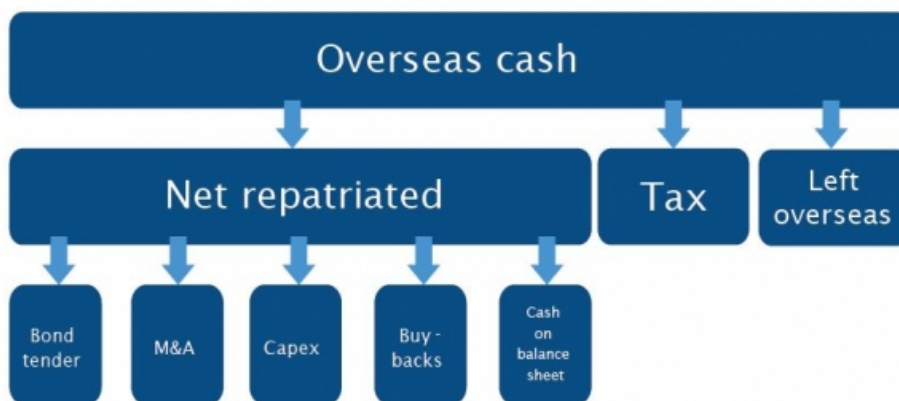 Overseas cash
Net repatriated
Tax
Left
overseas
Bond
tender
M&A
Capex
Buy-
backs
Cash
on
balance
sheet